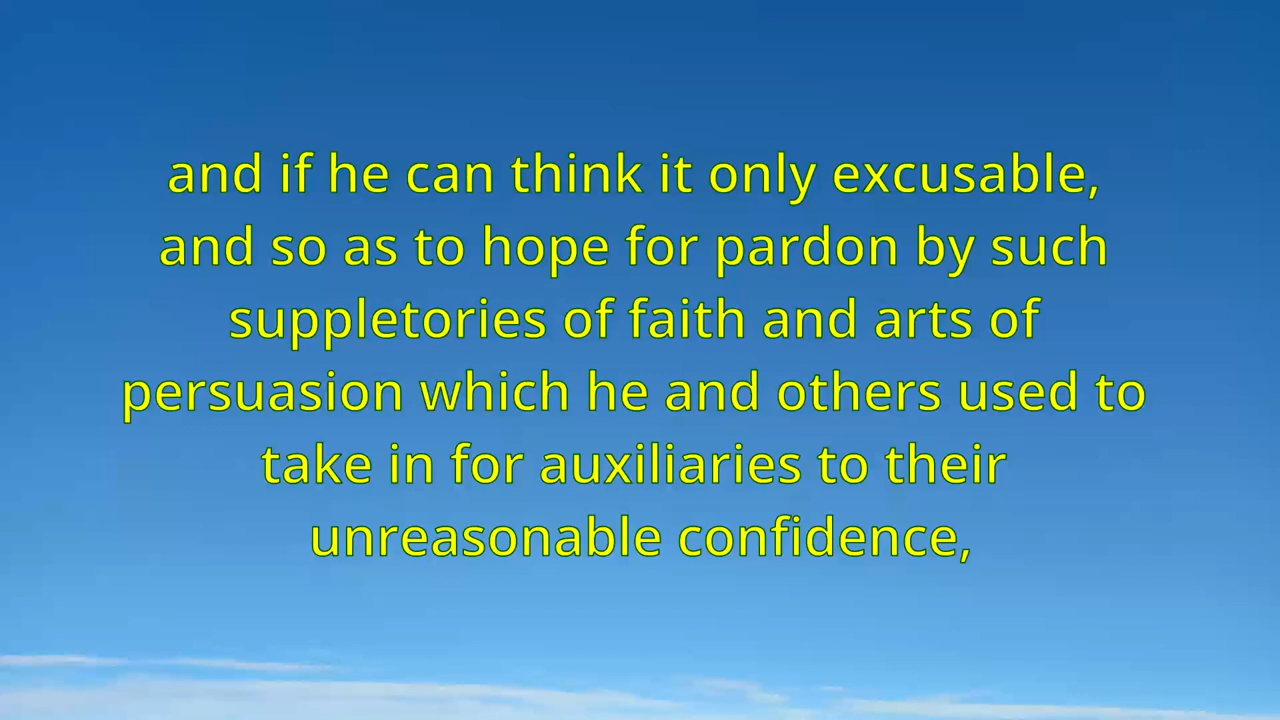 and if he can think it only excusable,
and so as to hope for pardon by such
suppletories of faith and arts of
persuasion which he and others used to
take in for auxiliaries to their
unreasonable confidence,